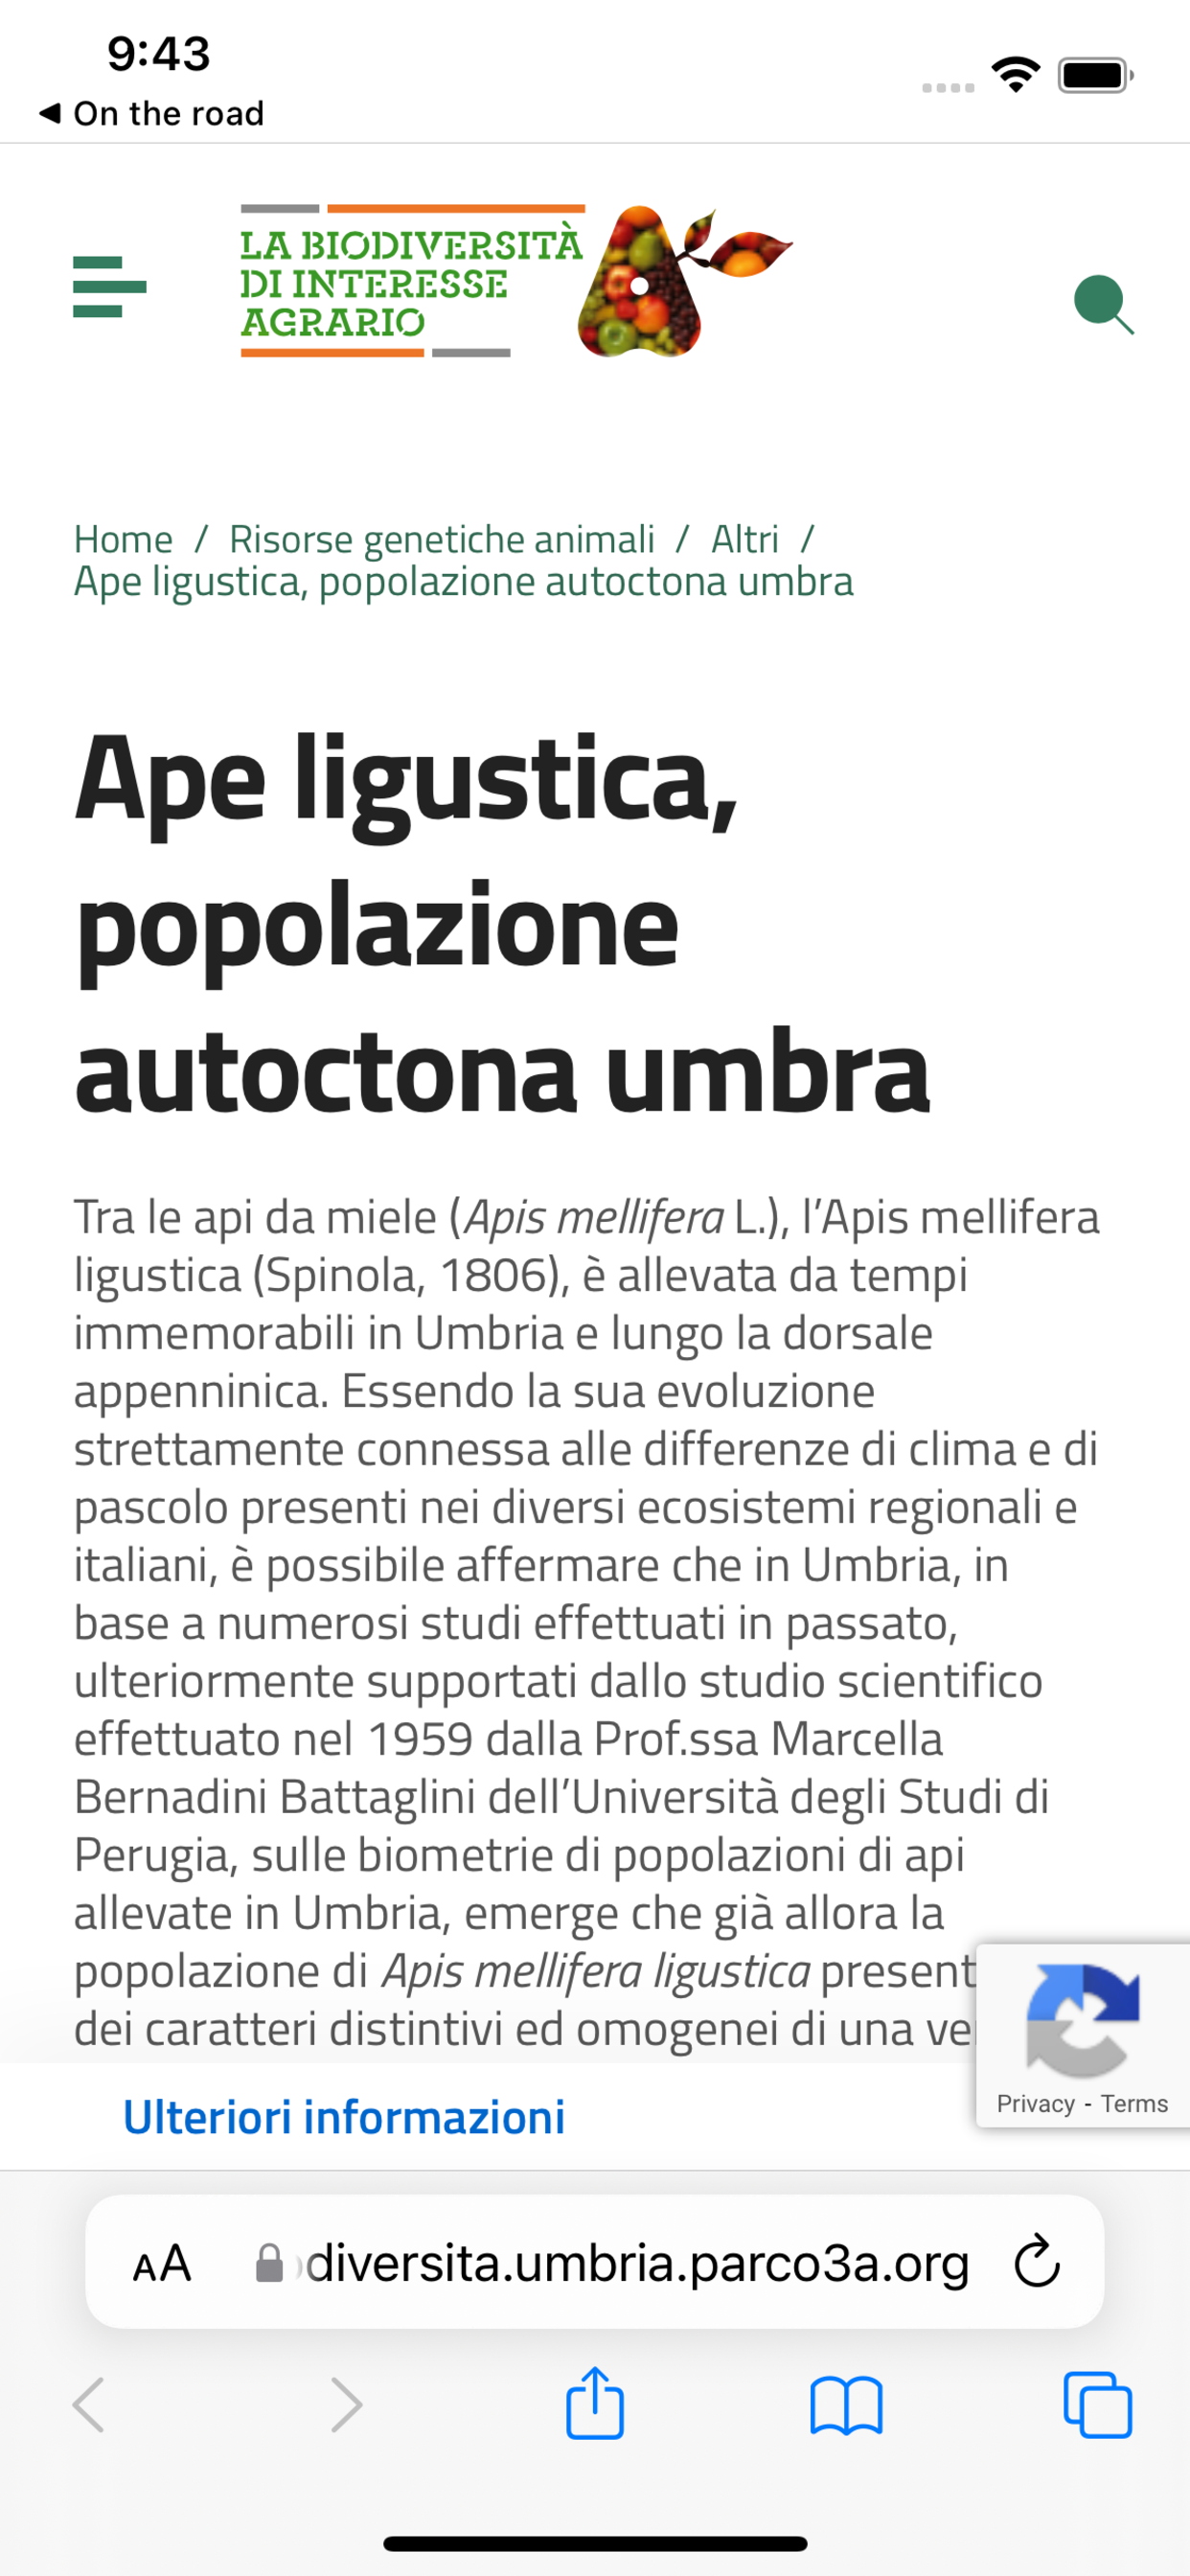 9:43
◀ On the road
LA BIODIVERSITÀ
DI INTERESSE
AGRARIO
Home / Risorse genetiche animali / Altri /
Ape ligustica, popolazione autoctona umbra
Ape ligustica,
popolazione
autoctona umbra
Tra le api da miele (Apis mellifera L.), l’Apis mellifera
ligustica (Spinola, 1806), è allevata da tempi
immemorabili in Umbria e lungo la dorsale
appenninica. Essendo la sua evoluzione
strettamente connessa alle differenze di clima e di
pascolo presenti nei diversi ecosistemi regionali e
italiani, è possibile affermare che in Umbria, in
base a numerosi studi effettuati in passato,
ulteriormente supportati dallo studio scientifico
effettuato nel 1959 dalla Prof.ssa Marcella
Bernadini Battaglini dell’Università degli Studi di
Perugia, sulle biometrie di popolazioni di api
allevate in Umbria, emerge che già allora la
popolazione di Apis mellifera ligustica present
dei caratteri distintivi ed omogenei di una ve
Privacy - Terms
Ulteriori informazioni
AA diversita.umbria.parco3a.org